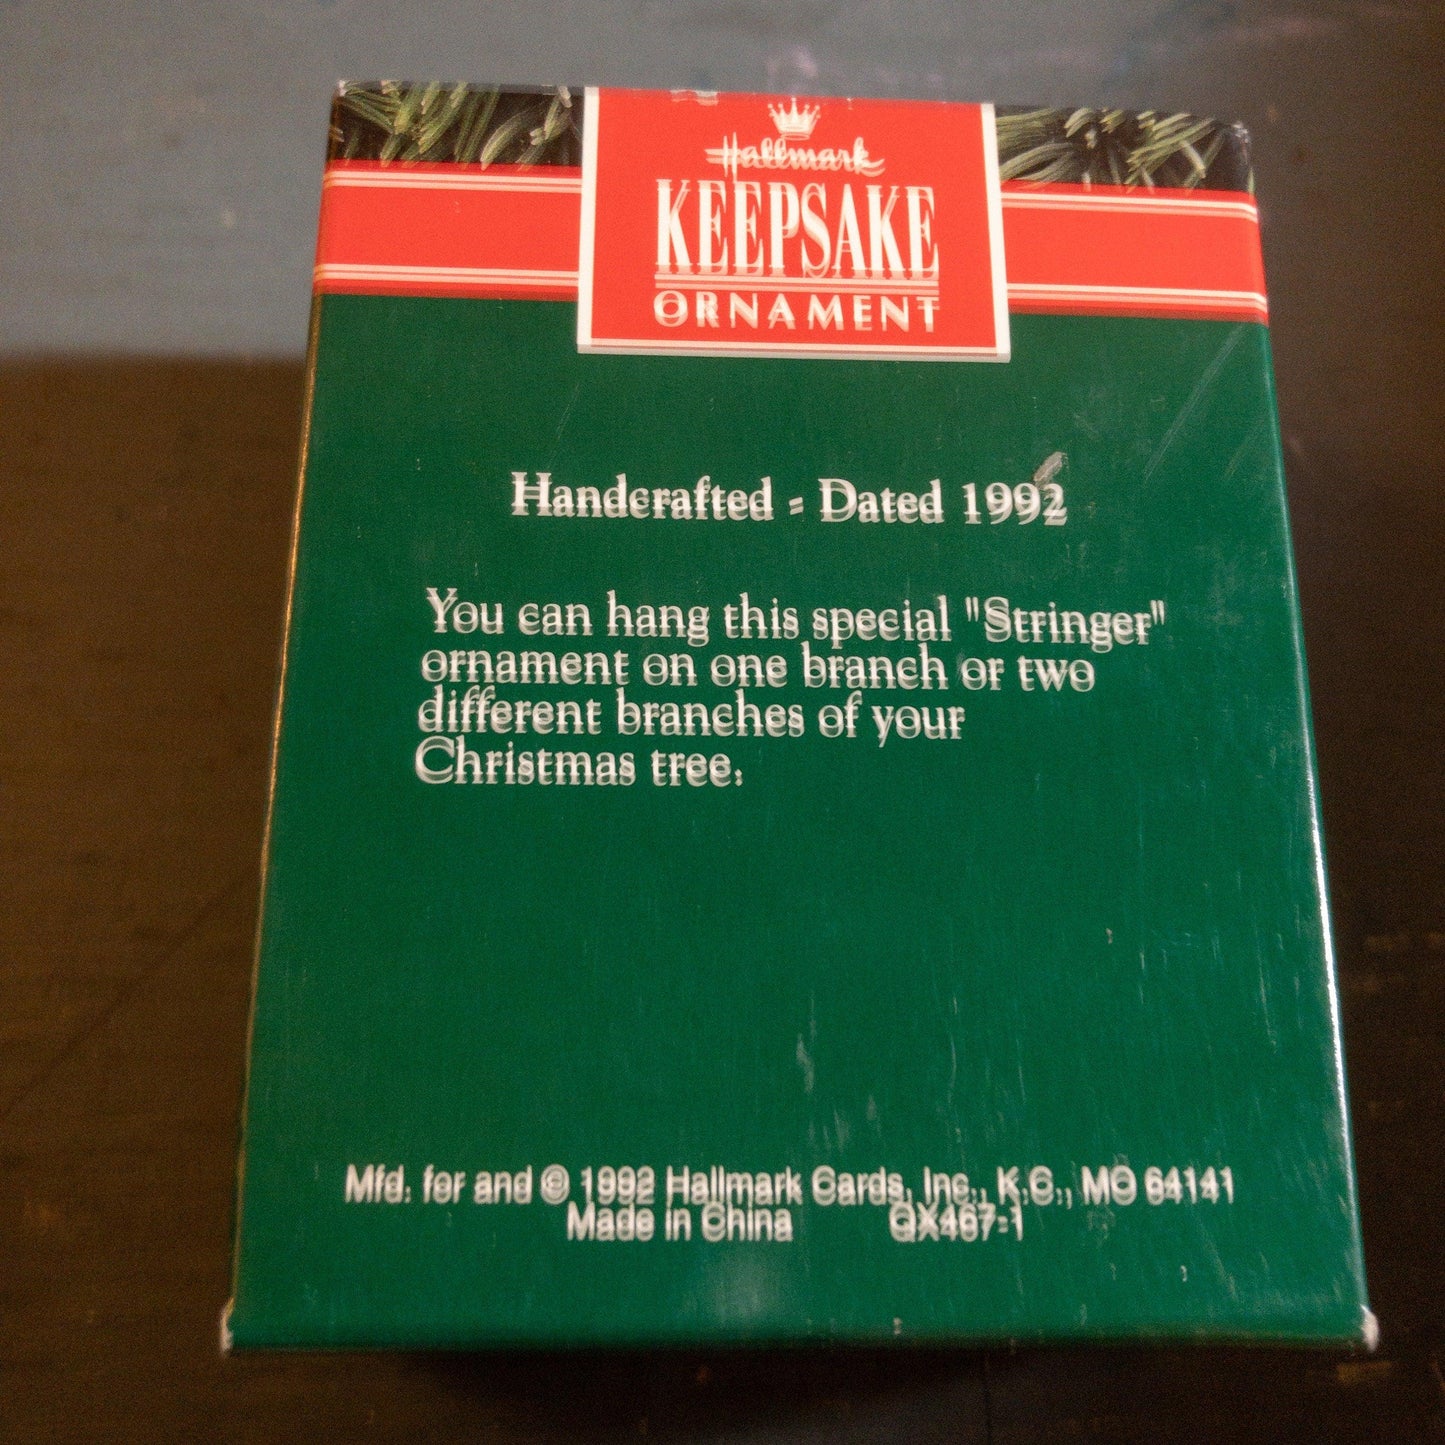 Hallmark
KEEPSAKE
ORNAMENT
Handcrafted - Dated 1992
You can hang this special "Stringer"
ornament on one branch or two
different branches of your
Christmas tree.
Mfd. for and © 1992 Hallmark Cards, Inc., K.C., MO 64141
Made in China QX467-1